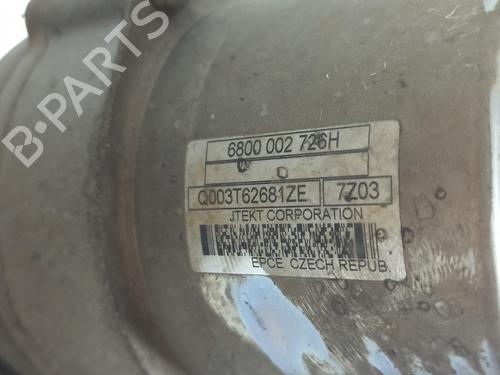 6800 002 726H
Q003T62681ZE 7Z03
JTEKT CORPORATION
EPCE CZECH REPUB.
B-PARTS